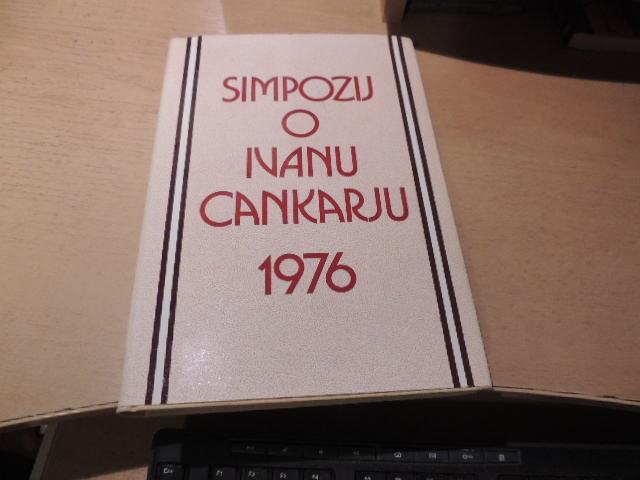 SIMPOZIJ
O
IVANU
CANKARJU
1976